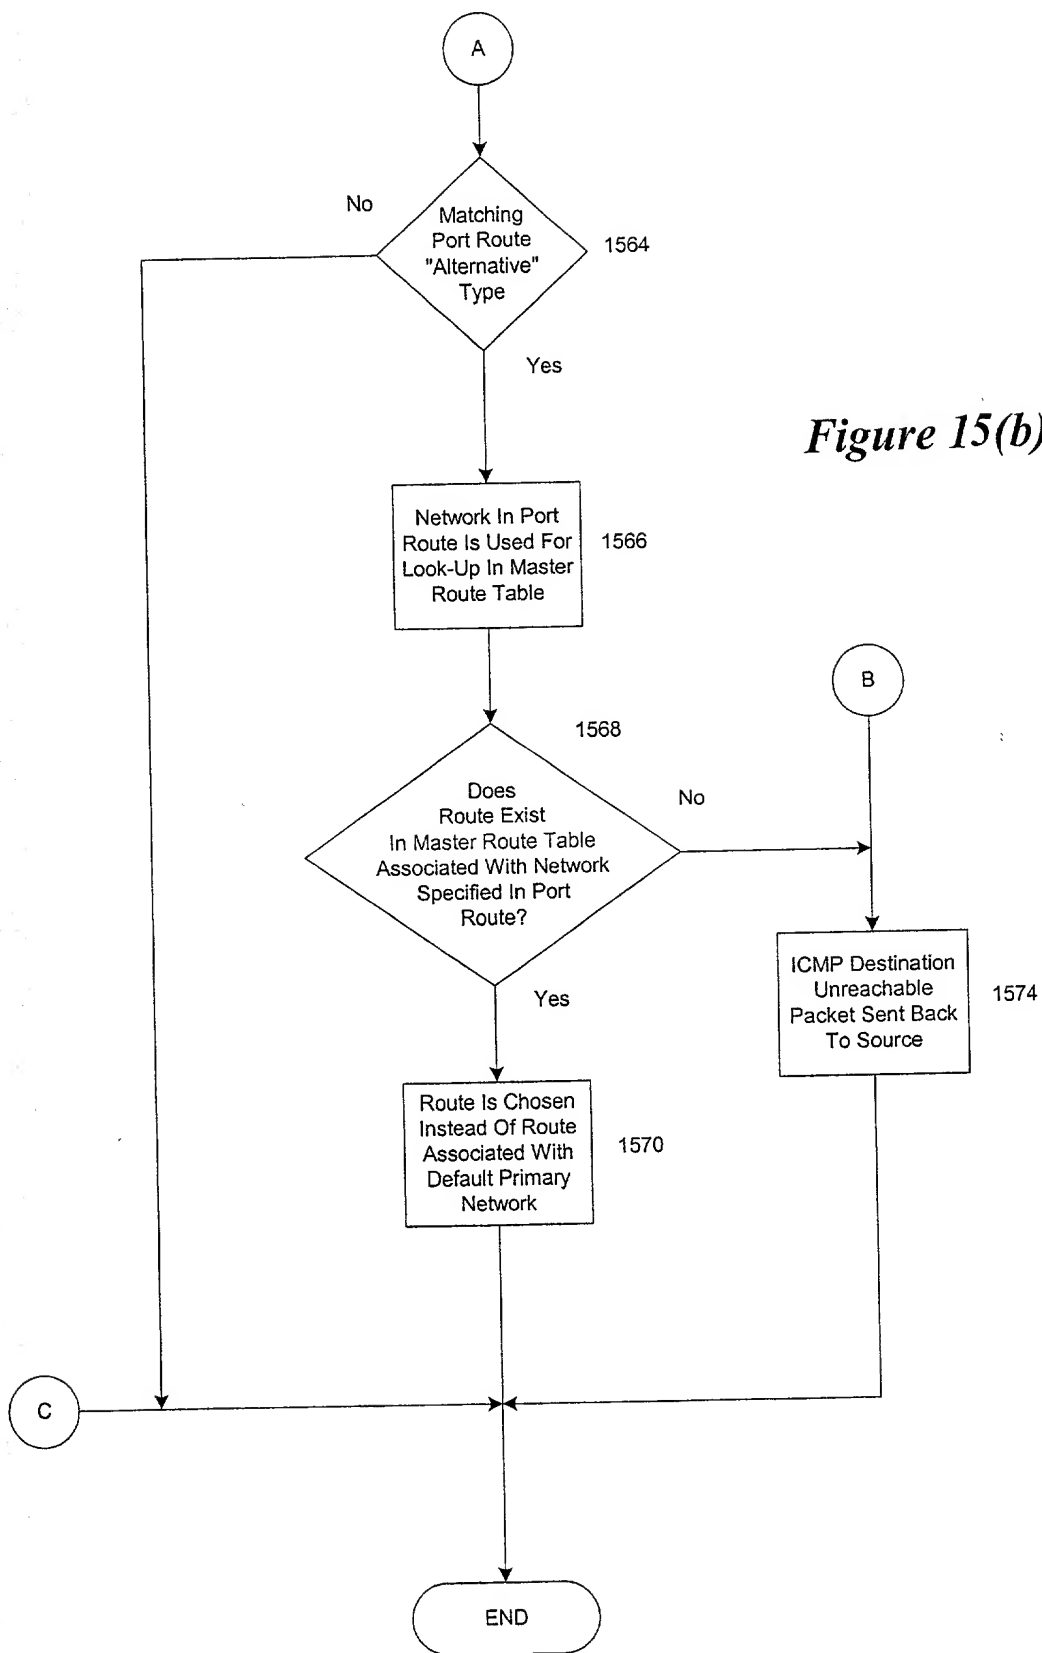 A
No
Matching
Port Route
"Alternative"
Type
1564
Yes
Figure 15(b)
Network In Port
Route Is Used For
Look-Up In Master
Route Table
1566
B
1568
Does
Route Exist
In Master Route Table
Associated With Network
Specified In Port
Route?
No
ICMP Destination
Unreachable
Packet Sent Back
To Source
1574
Yes
Route Is Chosen
Instead Of Route
Associated With
Default Primary
Network
1570
C
END